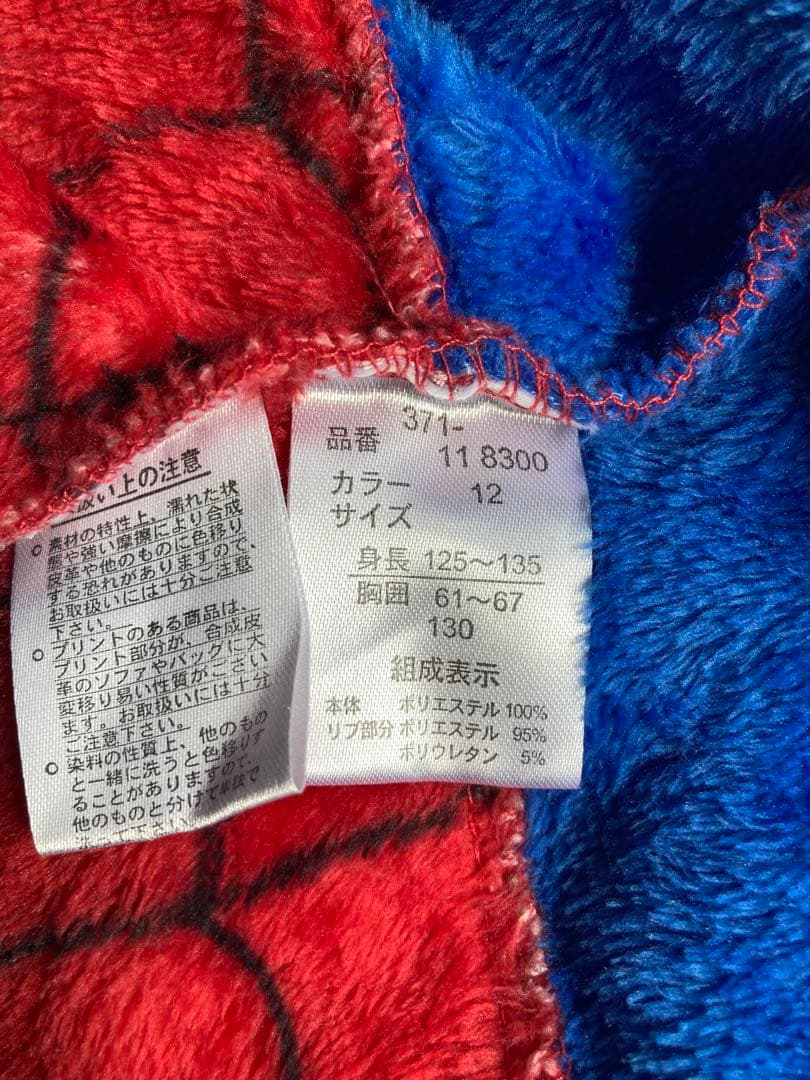 扱い上の注意
○ 素材の特性上、濡れた状
態や強い摩擦により合成
皮革や他のものに色移り
する恐れがありますので、
お取扱いには十分ご注意
下さい。
○ プリントのある商品は、
プリント部分が、合成皮
革のソファやバッグに大
変移り易い性質がござい
ます。お取扱いには十分
ご注意下さい。
○ 染料の性質上、他のもの
と一緒に洗うと色移りす
ることがありますので、
他のものと分けて単独で
品番 371-
11 8300
カラー 12
サイズ
身長 125〜135
胸囲 61〜67
130
組成表示
本体 ポリエステル 100%
リブ部分 ポリエステル 95%
ポリウレタン 5%